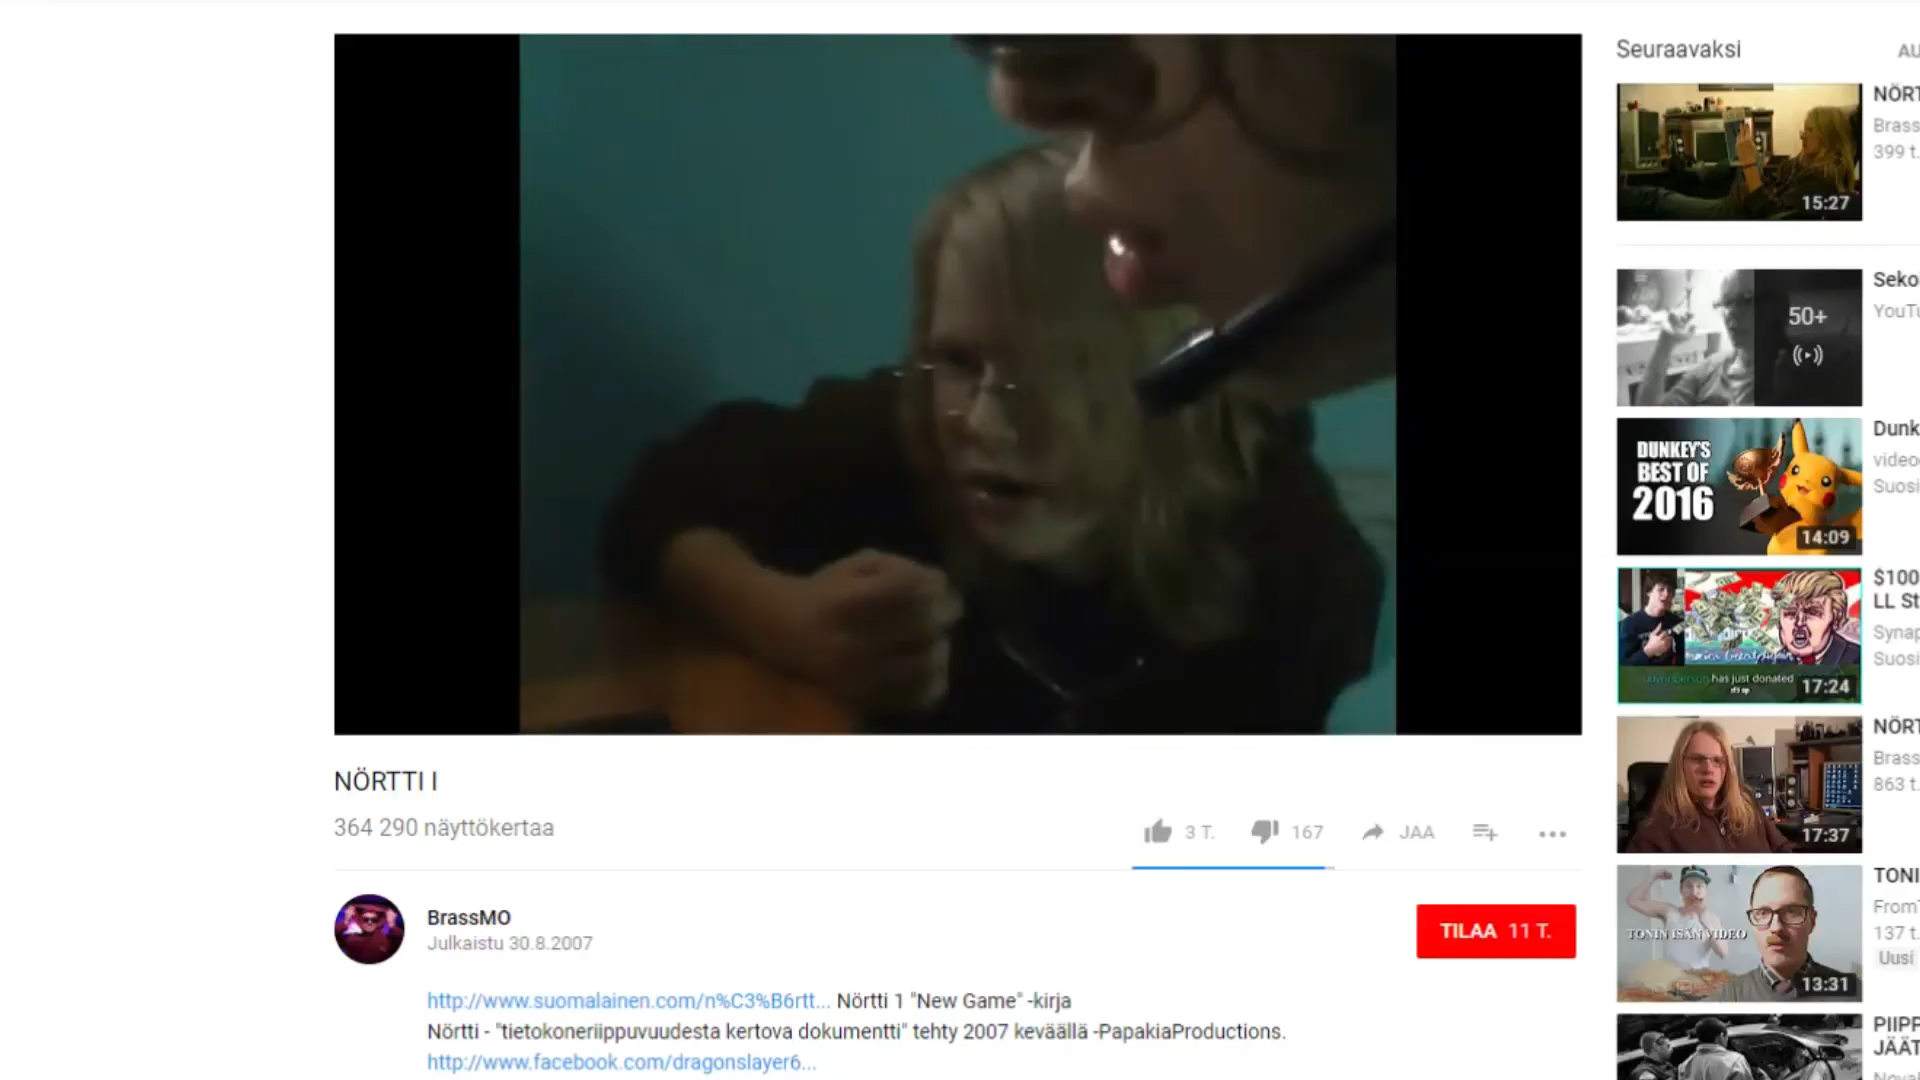 NÖRTTI I
364 290 näyttökertaa
3 T.
167
JAA
BrassMO
Julkaistu 30.8.2007
TILAA 11 T.
http://www.suomalainen.com/n%C3%B6rtt... Nörtti 1 "New Game" -kirja
Nörtti - "tietokoneriippuvuudesta kertova dokumentti" tehty 2007 keväällä -PapakiaProductions.
http://www.facebook.com/dragonslayer6...
Seuraavaksi
AU
15:27
NÖRT
Brass
399 t.
50+
Seko
YouTu
DUNKEY'S
BEST OF
2016
14:09
Dunk
video
Suosi
has just donated
17:24
$100
LL St
Synap
Suosi
17:37
NÖRT
Brass
863 t.
TONIN ISÄN VIDEO
13:31
TONI
From
137 t.
Uusi
PIIPP
JÄÄT